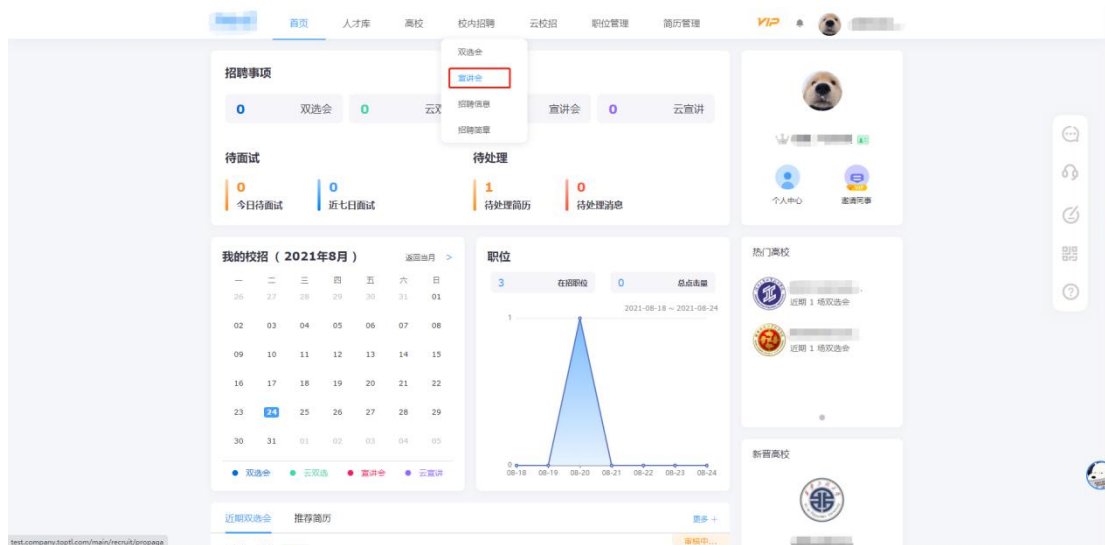 首页 人才库 高校 校内招聘 云校招 职位管理 简历管理 VIP
双选会
宣讲会
招聘信息
招聘简章
招聘事项
0 双选会 0 宣讲会 0 云宣讲
待面试 待处理
0 0 1 0
今日待面试 近七日面试 待处理简历 待处理消息
个人中心 邀请同事
我的校招 ( 2021年8月 ) 返回当月 >
一 二 三 四 五 六 日
26 27 28 29 30 31 01
02 03 04 05 06 07 08
09 10 11 12 13 14 15
16 17 18 19 20 21 22
23 24 25 26 27 28 29
30 31 01 02 03 04 05
双选会 云双选 宣讲会 云宣讲
职位
3 在招职位 0 总点击量
2021-08-18 ~ 2021-08-24
1
0
08-18 08-19 08-20 08-21 08-22 08-23 08-24
热门高校
近期 1 场双选会
近期 1 场双选会
新晋高校
近期双选会 推荐简历 更多 +
审核中...
test.company.toptl.com/main/recruit/propaga